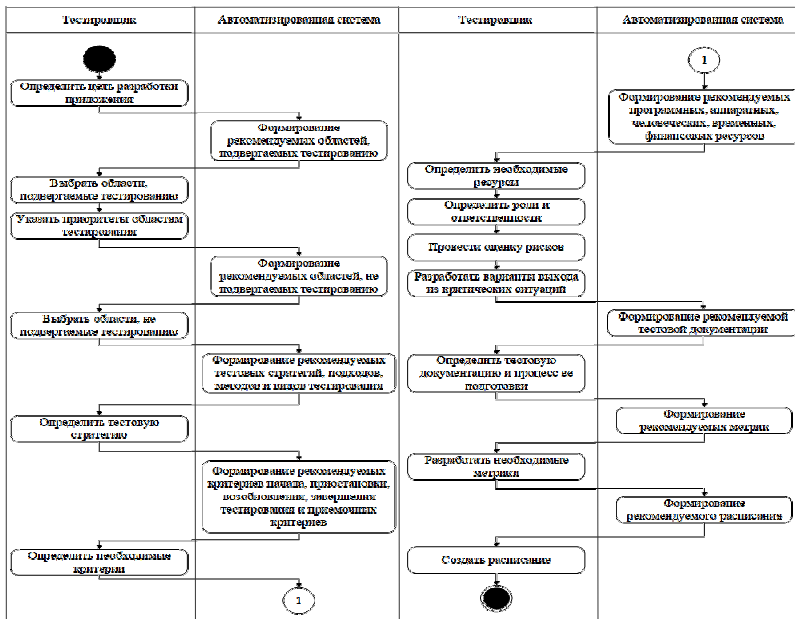 Тестировщик
Автоматизированная система
Определить цель разработки
приложения
Формирование
рекомендуемых областей,
подвергаемых тестированию
Выбрать области,
подвергаемые тестированию
Указать приоритеты областям
тестирования
Формирование
рекомендуемых областей, не
подвергаемых тестированию
Выбрать области, не
подвергаемые тестированию
Формирование рекомендуемых
тестовых стратегий, подходов,
методов и видов тестирования
Определить тестовую
стратегию
Формирование рекомендуемых
критериев начала, приостановки,
возобновления, завершения
тестирования и приемочных
критериев
Определить необходимые
критерии
1
Тестировщик
Автоматизированная система
1
Формирование рекомендуемых
программных, аппаратных,
человеческих, временных,
финансовых ресурсов
Определить необходимые
ресурсы
Определить роли и
ответственности
Провести оценку рисков
Разработать варианты выхода
из критических ситуаций
Формирование рекомендуемой
тестовой документации
Определить тестовую
документацию и процесс ее
подготовки
Формирование
рекомендуемых метрик
Разработать необходимые
метрики
Формирование
рекомендуемого расписания
Создать расписание